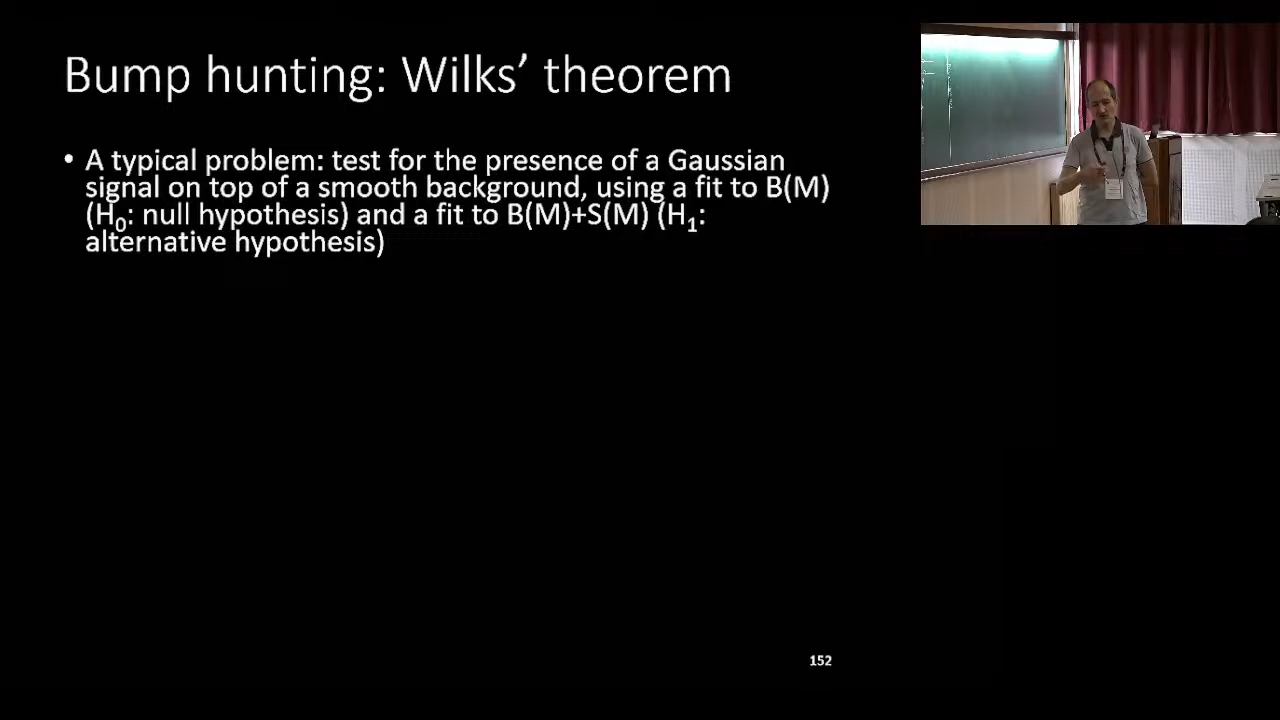 Bump hunting: Wilks’ theorem
• A typical problem: test for the presence of a Gaussian
signal on top of a smooth background, using a fit to B(M)
(H₀: null hypothesis) and a fit to B(M)+S(M) (H₁:
alternative hypothesis)
152